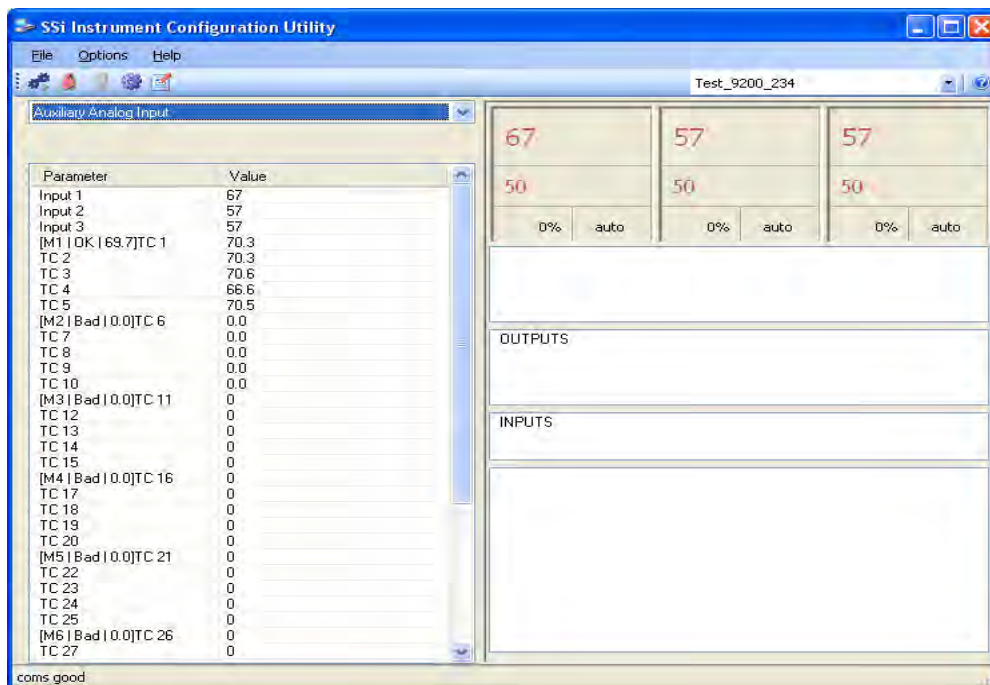 SSi Instrument Configuration Utility
File Options Help
Test_9200_234
Auxiliary Analog Input
Parameter Value
Input 1 67
Input 2 57
Input 3 57
[M1 | OK | 69.7]TC 1 70.3
TC 2 70.3
TC 3 70.6
TC 4 66.6
TC 5 70.5
[M2 | Bad | 0.0]TC 6 0.0
TC 7 0.0
TC 8 0.0
TC 9 0.0
TC 10 0.0
[M3 | Bad | 0.0]TC 11 0
TC 12 0
TC 13 0
TC 14 0
TC 15 0
[M4 | Bad | 0.0]TC 16 0
TC 17 0
TC 18 0
TC 19 0
TC 20 0
[M5 | Bad | 0.0]TC 21 0
TC 22 0
TC 23 0
TC 24 0
TC 25 0
[M6 | Bad | 0.0]TC 26 0
TC 27 0
67 57 57
50 50 50
0% auto 0% auto 0% auto
OUTPUTS
INPUTS
coms good